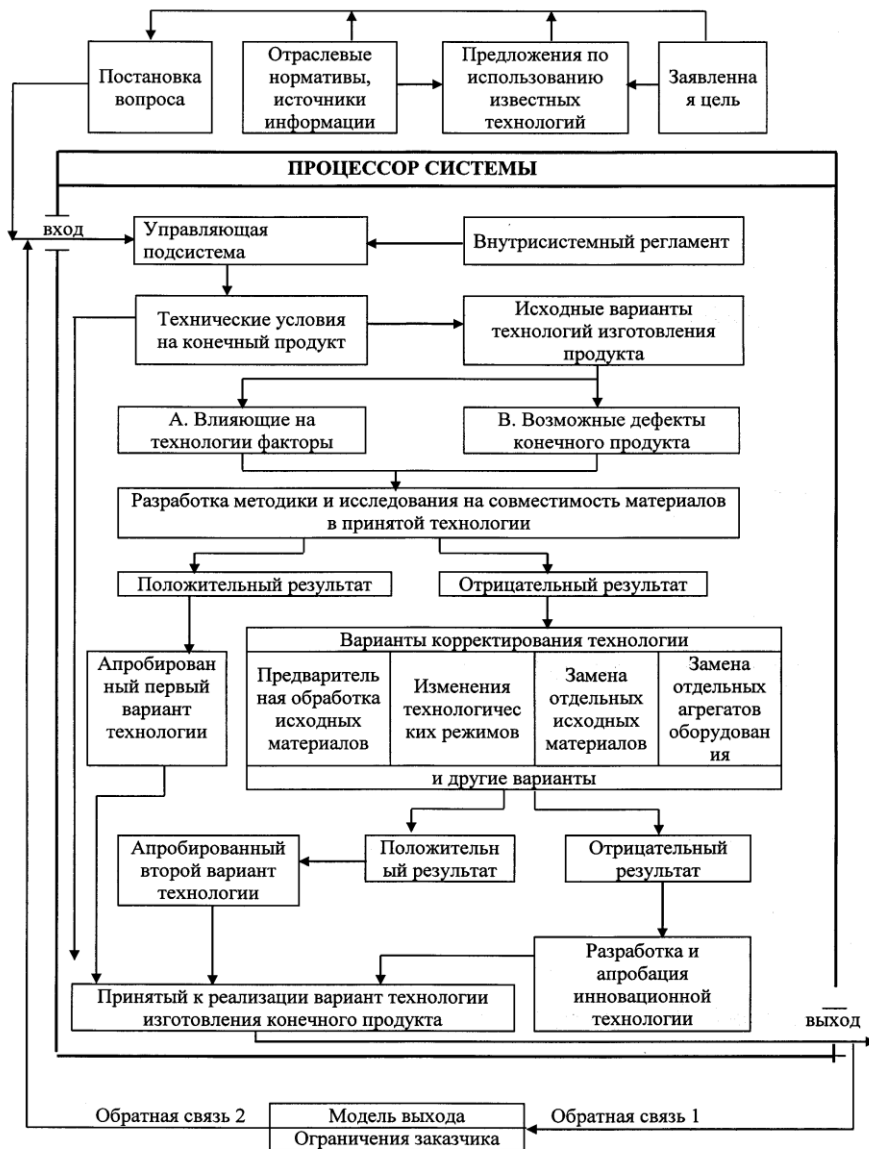 Постановка
вопроса
Отраслевые
нормативы,
источники
информации
Предложения по
использованию
известных
технологий
Заявленна
я цель
ПРОЦЕССОР СИСТЕМЫ
вход
Управляющая
подсистема
Внутрисистемный регламент
Технические условия
на конечный продукт
Исходные варианты
технологий изготовления
продукта
А. Влияющие на
технологии факторы
В. Возможные дефекты
конечного продукта
Разработка методики и исследования на совместимость материалов
в принятой технологии
Положительный результат
Отрицательный результат
Апробирован
ный первый
вариант
технологии
Варианты корректирования технологии
Предваритель
ная обработка
исходных
материалов
Изменения
технологичес
ких режимов
Замена
отдельных
исходных
материалов
Замена
отдельных
агрегатов
оборудован
ия
и другие варианты
Апробированный
второй вариант
технологии
Положительн
ый результат
Отрицательный
результат
Разработка и
апробация
инновационной
технологии
Принятый к реализации вариант технологии
изготовления конечного продукта
выход
Обратная связь 2
Модель выхода
Ограничения заказчика
Обратная связь 1